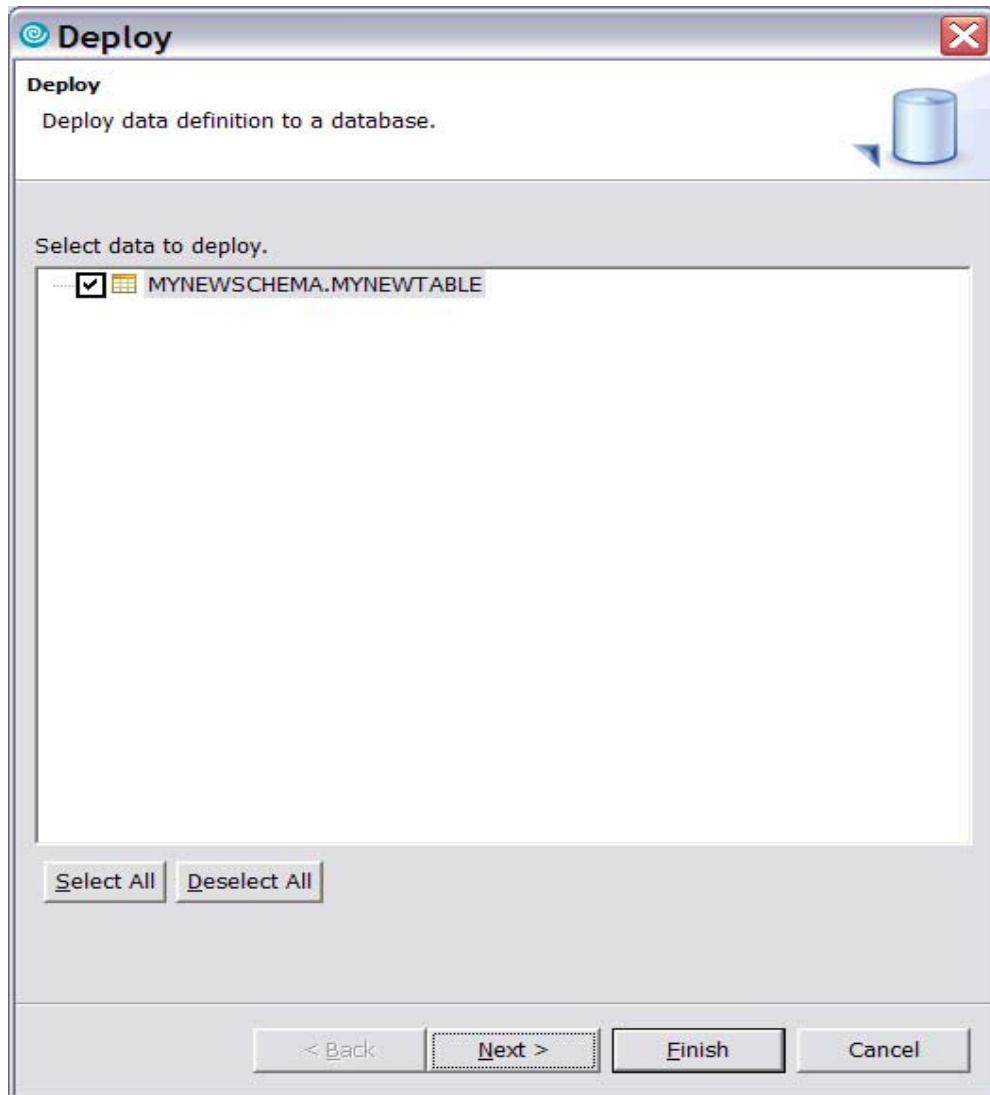 Deploy
Deploy
Deploy data definition to a database.
Select data to deploy.
MYNEWSCHEMA.MYNEWTABLE
Select All Deselect All
< Back Next > Finish Cancel